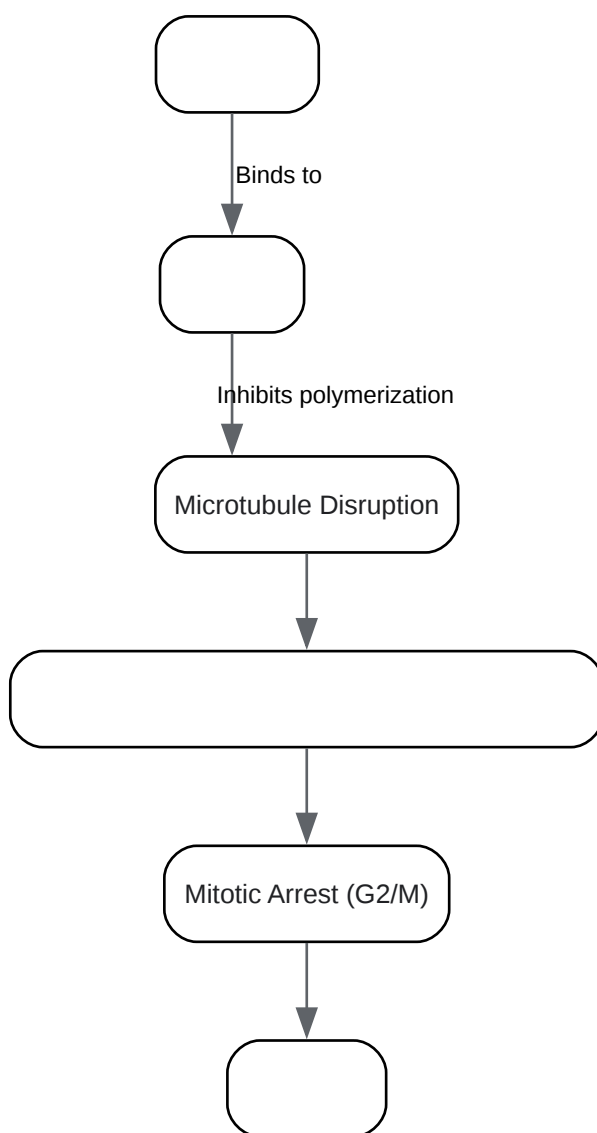 Binds to
Inhibits polymerization
Microtubule Disruption
Mitotic Arrest (G2/M)